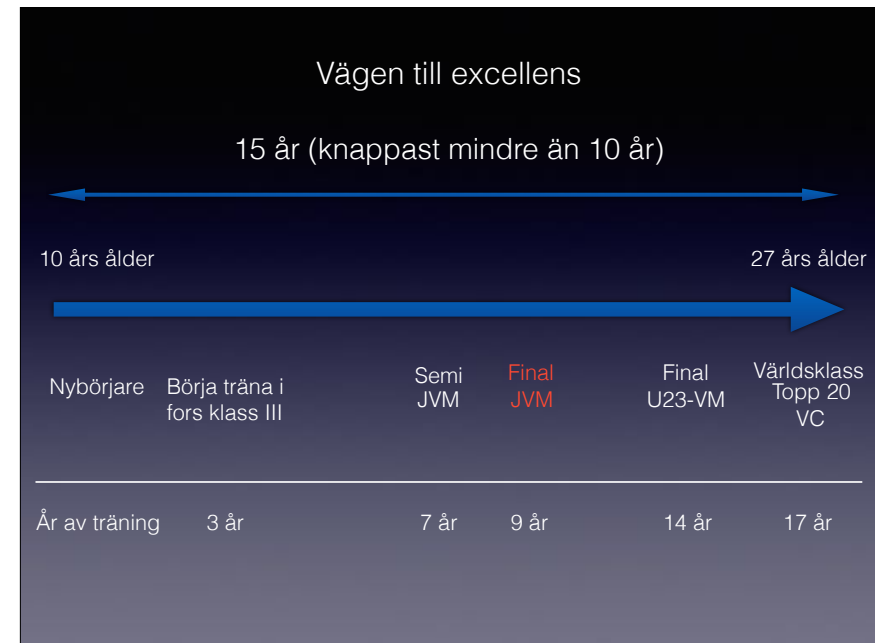 Vägen till excellens
15 år (knappast mindre än 10 år)
10 års ålder
27 års ålder
Nybörjare
Börja träna i
fors klass III
Semi
JVM
Final
JVM
Final
U23-VM
Världsklass
Topp 20
VC
År av träning
3 år
7 år
9 år
14 år
17 år